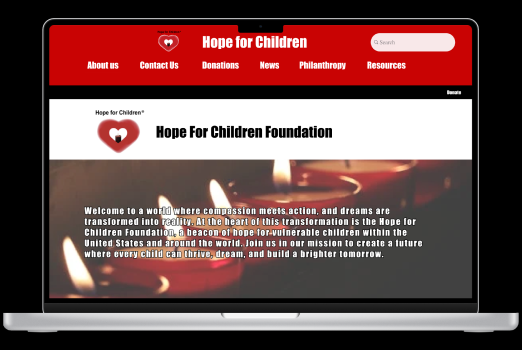 Hope for Children
Search
About us
Contact Us
Donations
News
Philanthropy
Resources
Donate
Hope for Children®
Hope For Children Foundation
Welcome to a world where compassion meets action, and dreams are
transformed into reality. At the heart of this transformation is the Hope for
Children Foundation, a beacon of hope for vulnerable children within the
United States and around the world. Join us in our mission to create a future
where every child can thrive, dream, and build a brighter tomorrow.